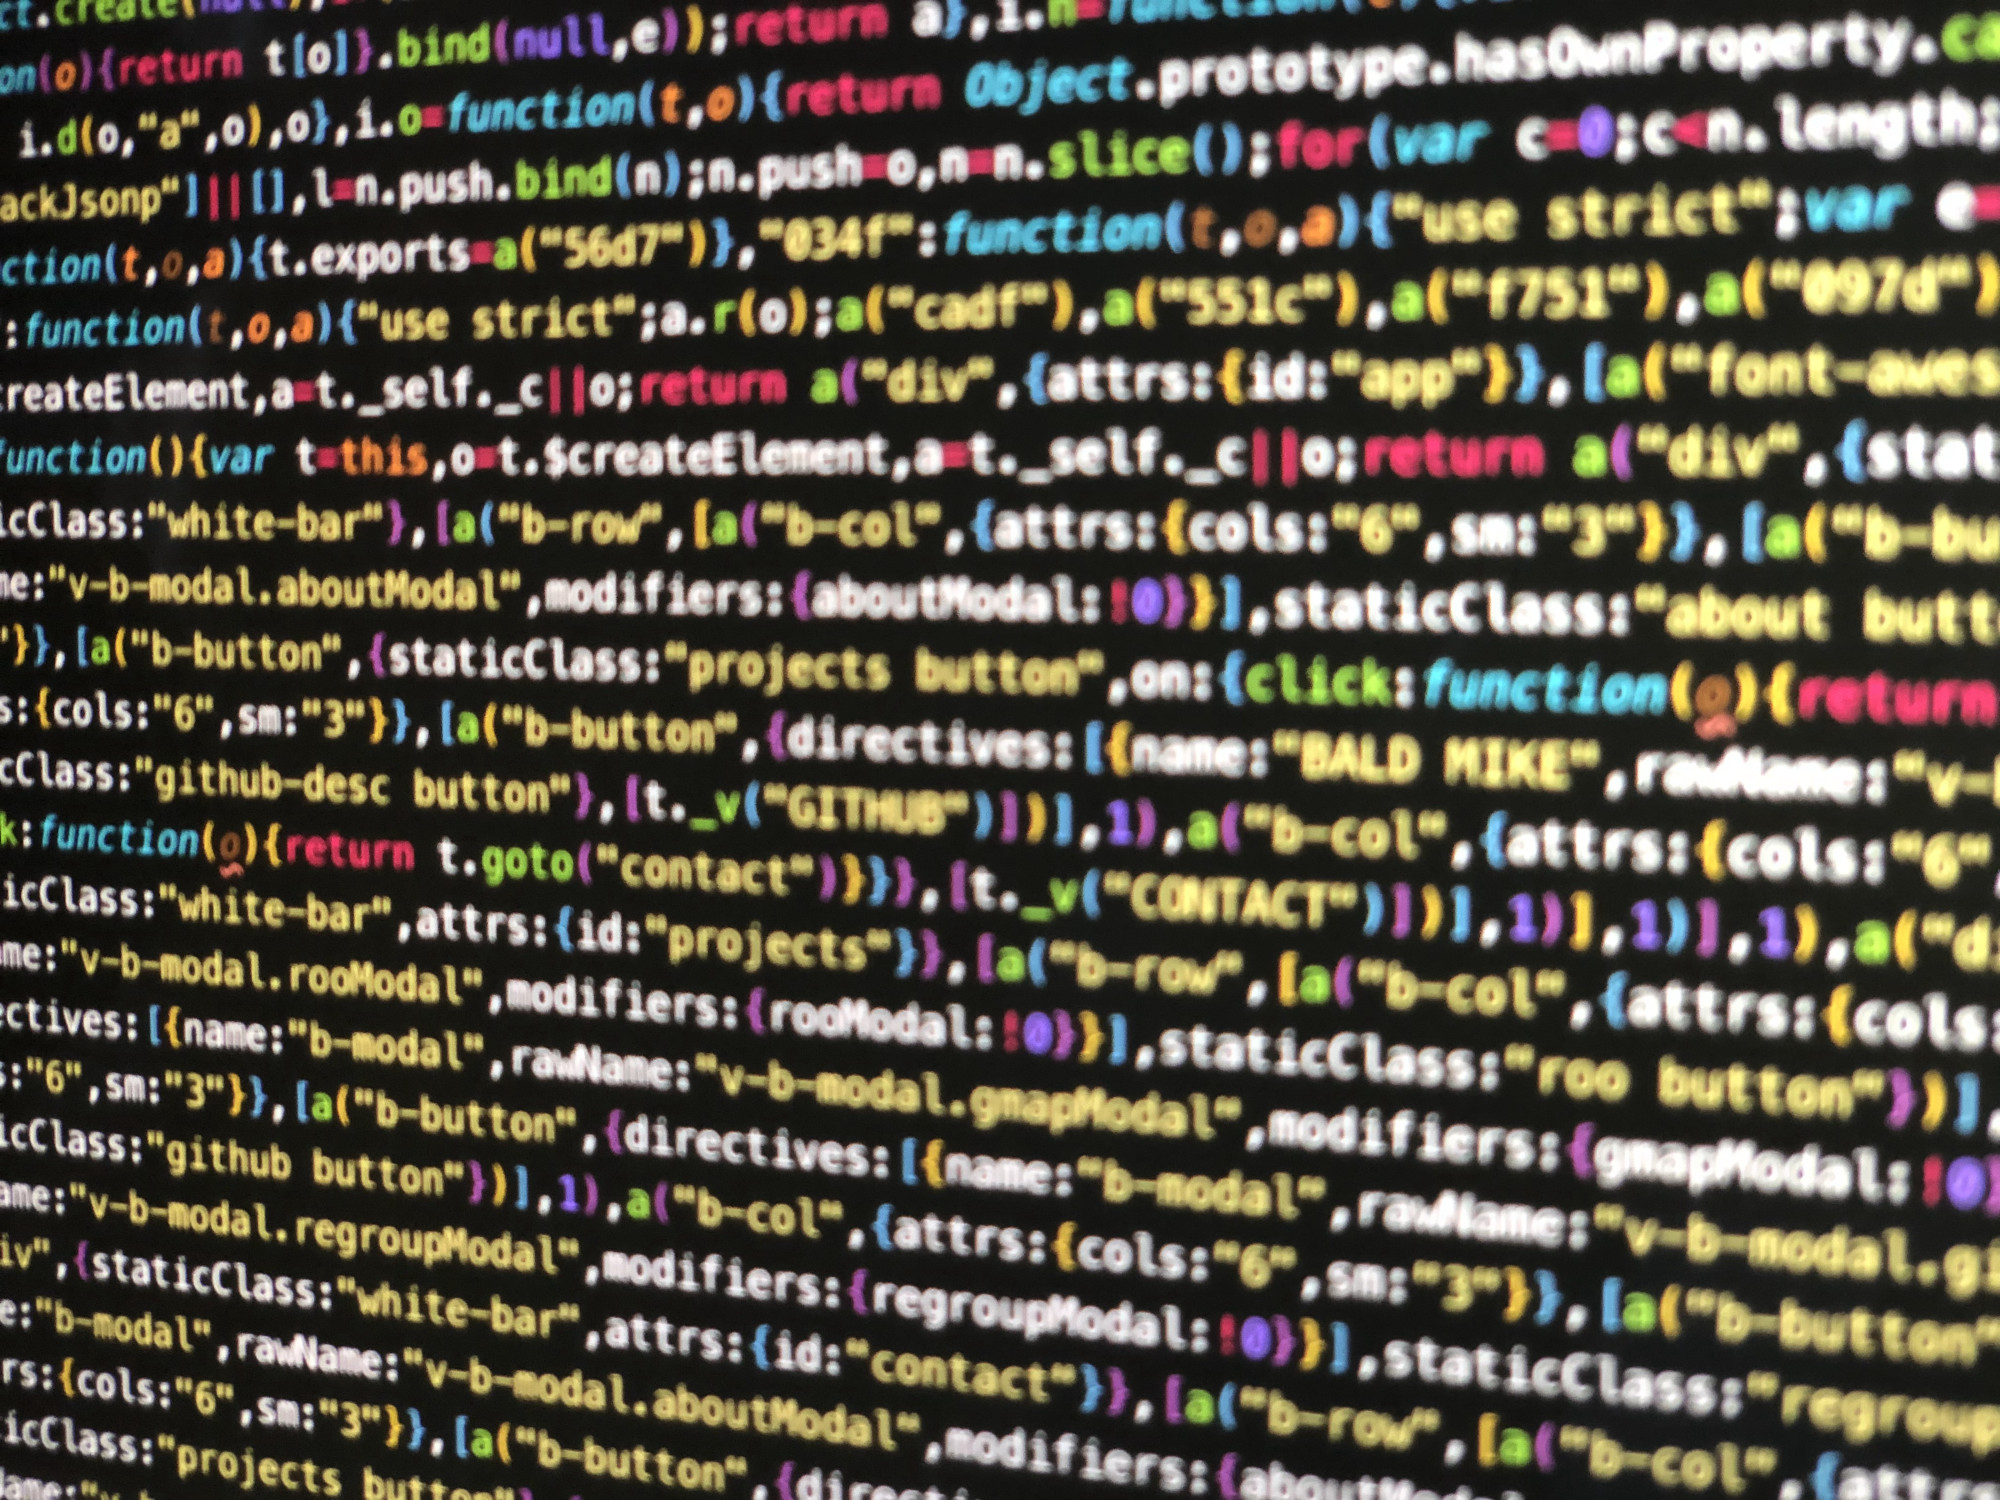 ct.create(null),
on(o){return t[o]}.bind(null,e));return a},i.n=function(
i.d(o,"a",o),o},i.o=function(t,o){return Object.prototype.hasOwnProperty.ca
ackJsonp"]||[],l=n.push.bind(n);n.push=o,n=n.slice();for(var c=0;c<n.length;
ction(t,o,a){t.exports=a("56d7")},"034f":function(t,o,a){"use strict";var e=
:function(t,o,a){"use strict";a.r(o);a("cadf"),a("551c"),a("f751"),a("097d")
createElement,a=t._self._c||o;return a("div",{attrs:{id:"app"}},[a("font-awes
function(){var t=this,o=t.$createElement,a=t._self._c||o;return a("div",{stat
icClass:"white-bar"},[a("b-row",[a("b-col",{attrs:{cols:"6",sm:"3"}},[a("b-bu
me:"v-b-modal.aboutModal",modifiers:{aboutModal:!0}}],staticClass:"about butt
"}},[a("b-button",{staticClass:"projects button",on:{click:function(o){return
s:{cols:"6",sm:"3"}},[a("b-button",{directives:[{name:"BALD MIKE",rawName:"v-b
cClass:"github-desc button"},[t._v("GITHUB")])],1),a("b-col",{attrs:{cols:"6"
k:function(o){return t.goto("contact")}}},[t._v("CONTACT")])],1)],1)],1),a("d
icClass:"white-bar",attrs:{id:"projects"}},[a("b-row",[a("b-col",{attrs:{cols:
me:"v-b-modal.rooModal",modifiers:{rooModal:!0}}],staticClass:"roo button"})],
ectives:[{name:"b-modal",rawName:"v-b-modal.gmapModal",modifiers:{gmapModal:!0}
s:"6",sm:"3"}},[a("b-button",{directives:[{name:"b-modal",rawName:"v-b-modal.gi
icClass:"github button"})],1),a("b-col",{attrs:{cols:"6",sm:"3"}},[a("b-button"
ame:"v-b-modal.regroupModal",modifiers:{regroupModal:!0}}],staticClass:"regroup
iv",{staticClass:"white-bar",attrs:{id:"contact"}},[a("b-row",[a("b-col",{attrs
e:"b-modal",rawName:"v-b-modal.aboutModal",modifiers:{aboutMod
rs:{cols:"6",sm:"3"}},[a("b-button",{direc
icClass:"projects button"